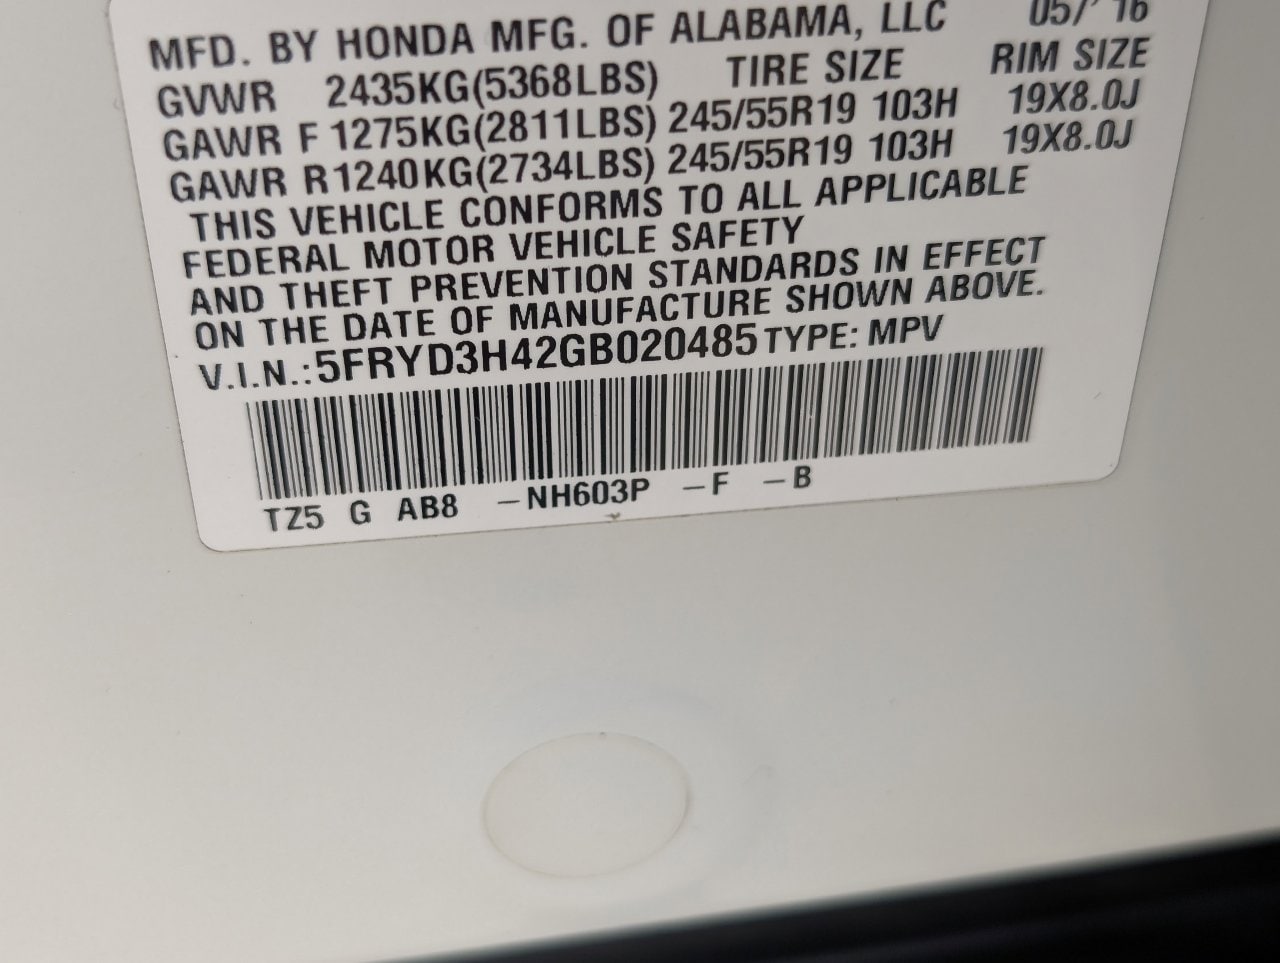 MFD. BY HONDA MFG. OF ALABAMA, LLC 05/'16
GVWR 2435KG(5368LBS) TIRE SIZE RIM SIZE
GAWR F 1275KG(2811LBS) 245/55R19 103H 19X8.0J
GAWR R 1240KG(2734LBS) 245/55R19 103H 19X8.0J
THIS VEHICLE CONFORMS TO ALL APPLICABLE
FEDERAL MOTOR VEHICLE SAFETY
AND THEFT PREVENTION STANDARDS IN EFFECT
ON THE DATE OF MANUFACTURE SHOWN ABOVE.
V.I.N.:5FRYD3H42GB020485 TYPE: MPV
TZ5 G AB8 -NH603P -F -B